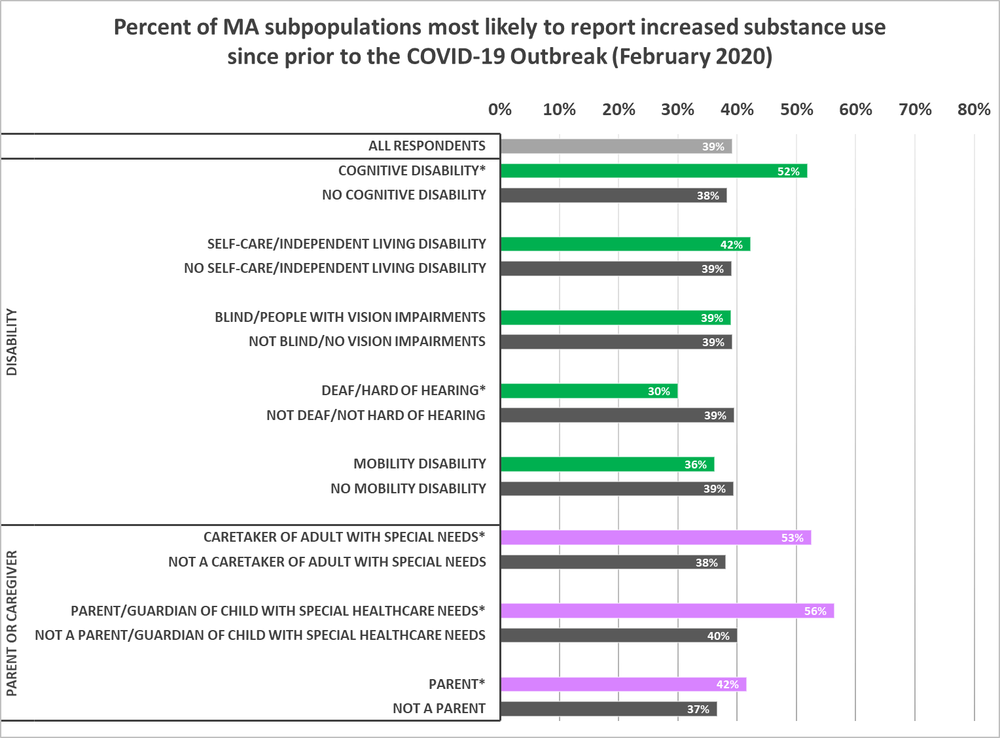 Percent of MA subpopulations most likely to report increased substance use
since prior to the COVID-19 Outbreak (February 2020)
0% 10% 20% 30% 40% 50% 60% 70% 80%
ALL RESPONDENTS 39%
DISABILITY
COGNITIVE DISABILITY* 52%
NO COGNITIVE DISABILITY 38%
SELF-CARE/INDEPENDENT LIVING DISABILITY 42%
NO SELF-CARE/INDEPENDENT LIVING DISABILITY 39%
BLIND/PEOPLE WITH VISION IMPAIRMENTS 39%
NOT BLIND/NO VISION IMPAIRMENTS 39%
DEAF/HARD OF HEARING* 30%
NOT DEAF/NOT HARD OF HEARING 39%
MOBILITY DISABILITY 36%
NO MOBILITY DISABILITY 39%
PARENT OR CAREGIVER
CARETAKER OF ADULT WITH SPECIAL NEEDS* 53%
NOT A CARETAKER OF ADULT WITH SPECIAL NEEDS 38%
PARENT/GUARDIAN OF CHILD WITH SPECIAL HEALTHCARE NEEDS* 56%
NOT A PARENT/GUARDIAN OF CHILD WITH SPECIAL HEALTHCARE NEEDS 40%
PARENT* 42%
NOT A PARENT 37%